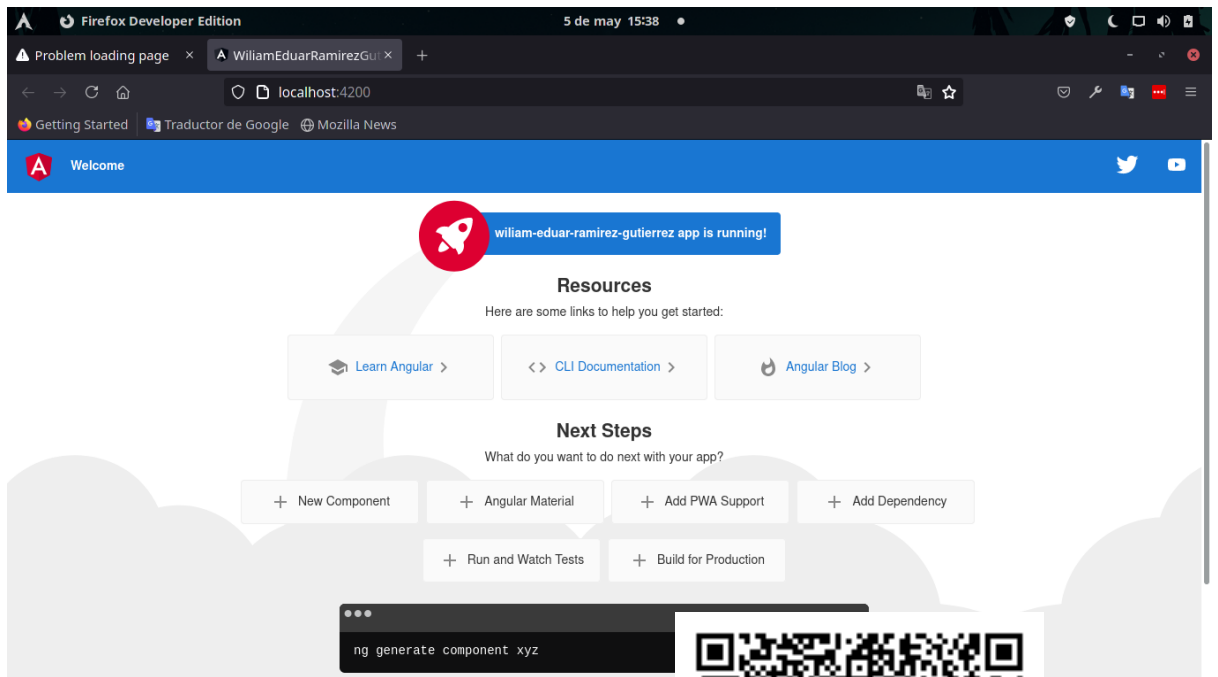 Firefox Developer Edition
5 de may 15:38
Problem loading page
WiliamEduarRamirezGut
localhost:4200
Getting Started
Traductor de Google
Mozilla News
Welcome
wiliam-eduar-ramirez-gutierrez app is running!
Resources
Here are some links to help you get started:
Learn Angular
CLI Documentation
Angular Blog
Next Steps
What do you want to do next with your app?
New Component
Angular Material
Add PWA Support
Add Dependency
Run and Watch Tests
Build for Production
ng generate component xyz